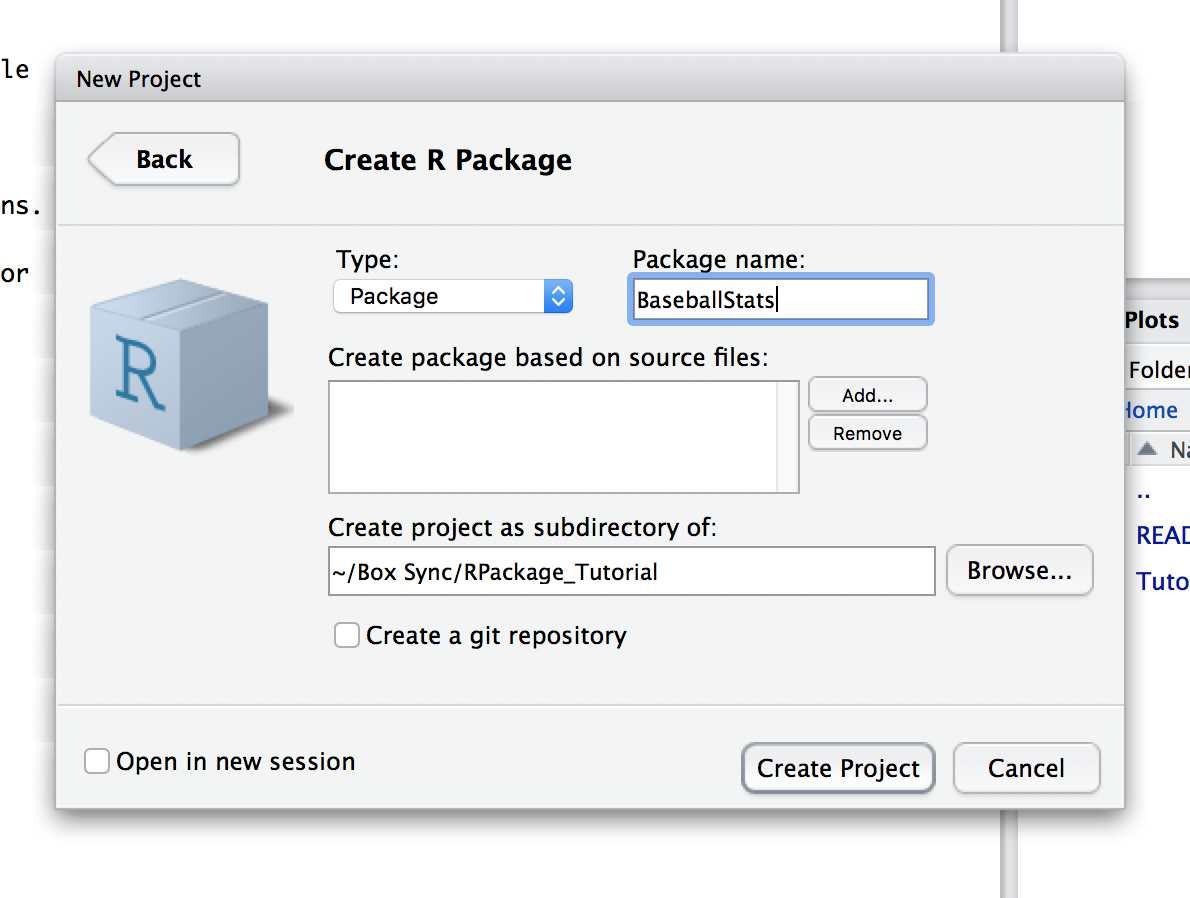 le
ns.
or
New Project
Back
Create R Package
Type:
Package name:
Package
BaseballStats
Create package based on source files:
Add...
Remove
R
Create project as subdirectory of:
~/Box Sync/RPackage_Tutorial
Browse...
Create a git repository
Open in new session
Create Project
Cancel
Plots
Folder
Home
Na
..
READ
Tuto